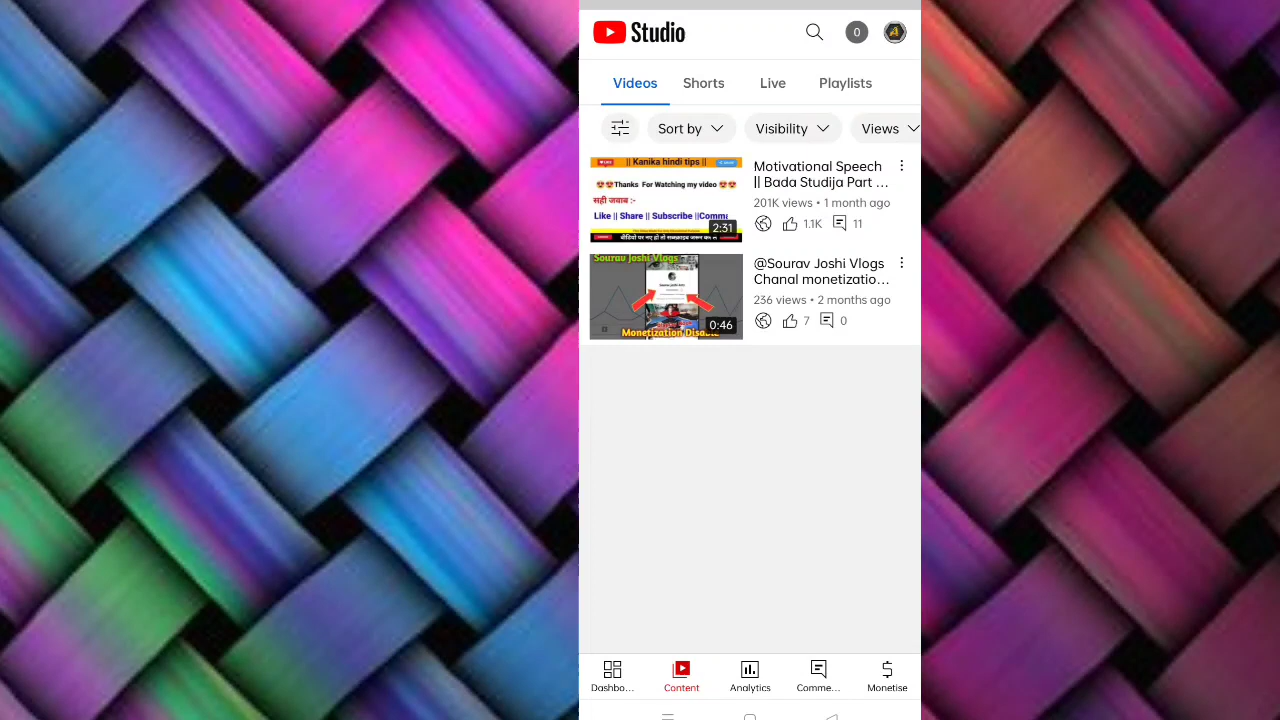 Studio
0
Videos
Shorts
Live
Playlists
Sort by
Visibility
Views
LIKE
|| Kanika hindi tips ||
😍😍Thanks For Watching my video 😍😍
सही जवाब :-
Like || Share || Subscribe ||Comm
2:31
Motivational Speech
|| Bada Studija Part ...
201K views • 1 month ago
1.1K
11
Sourav Joshi Vlogs
Monetization Disable
0:46
@Sourav Joshi Vlogs
Chanal monetizatio...
236 views • 2 months ago
7
0
Dashbo...
Content
Analytics
Comme...
Monetise